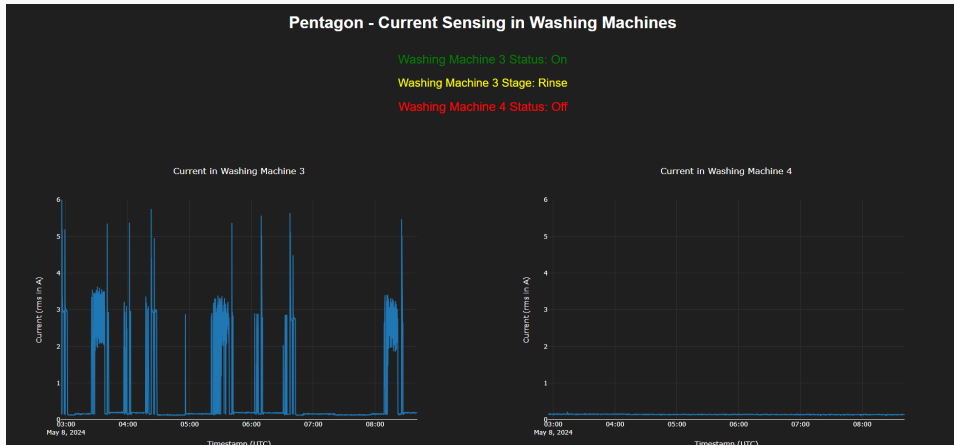 Pentagon - Current Sensing in Washing Machines
Washing Machine 3 Status: On
Washing Machine 3 Stage: Rinse
Washing Machine 4 Status: Off
Current in Washing Machine 3
6
5
4
3
2
1
0
Current (rms in A)
03:00 04:00 05:00 06:00 07:00 08:00
May 8, 2024
Timestamp (UTC)
Current in Washing Machine 4
6
5
4
3
2
1
0
Current (rms in A)
03:00 04:00 05:00 06:00 07:00 08:00
May 8, 2024
Timestamp (UTC)